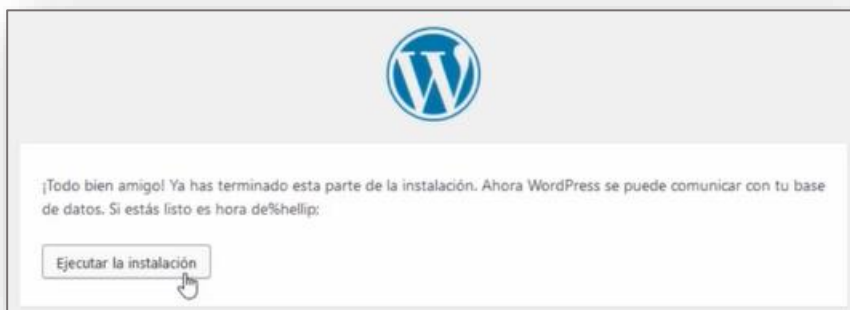 ¡Todo bien amigo! Ya has terminado esta parte de la instalación. Ahora WordPress se puede comunicar con tu base
de datos. Si estás listo es hora de%hellip;
Ejecutar la instalación